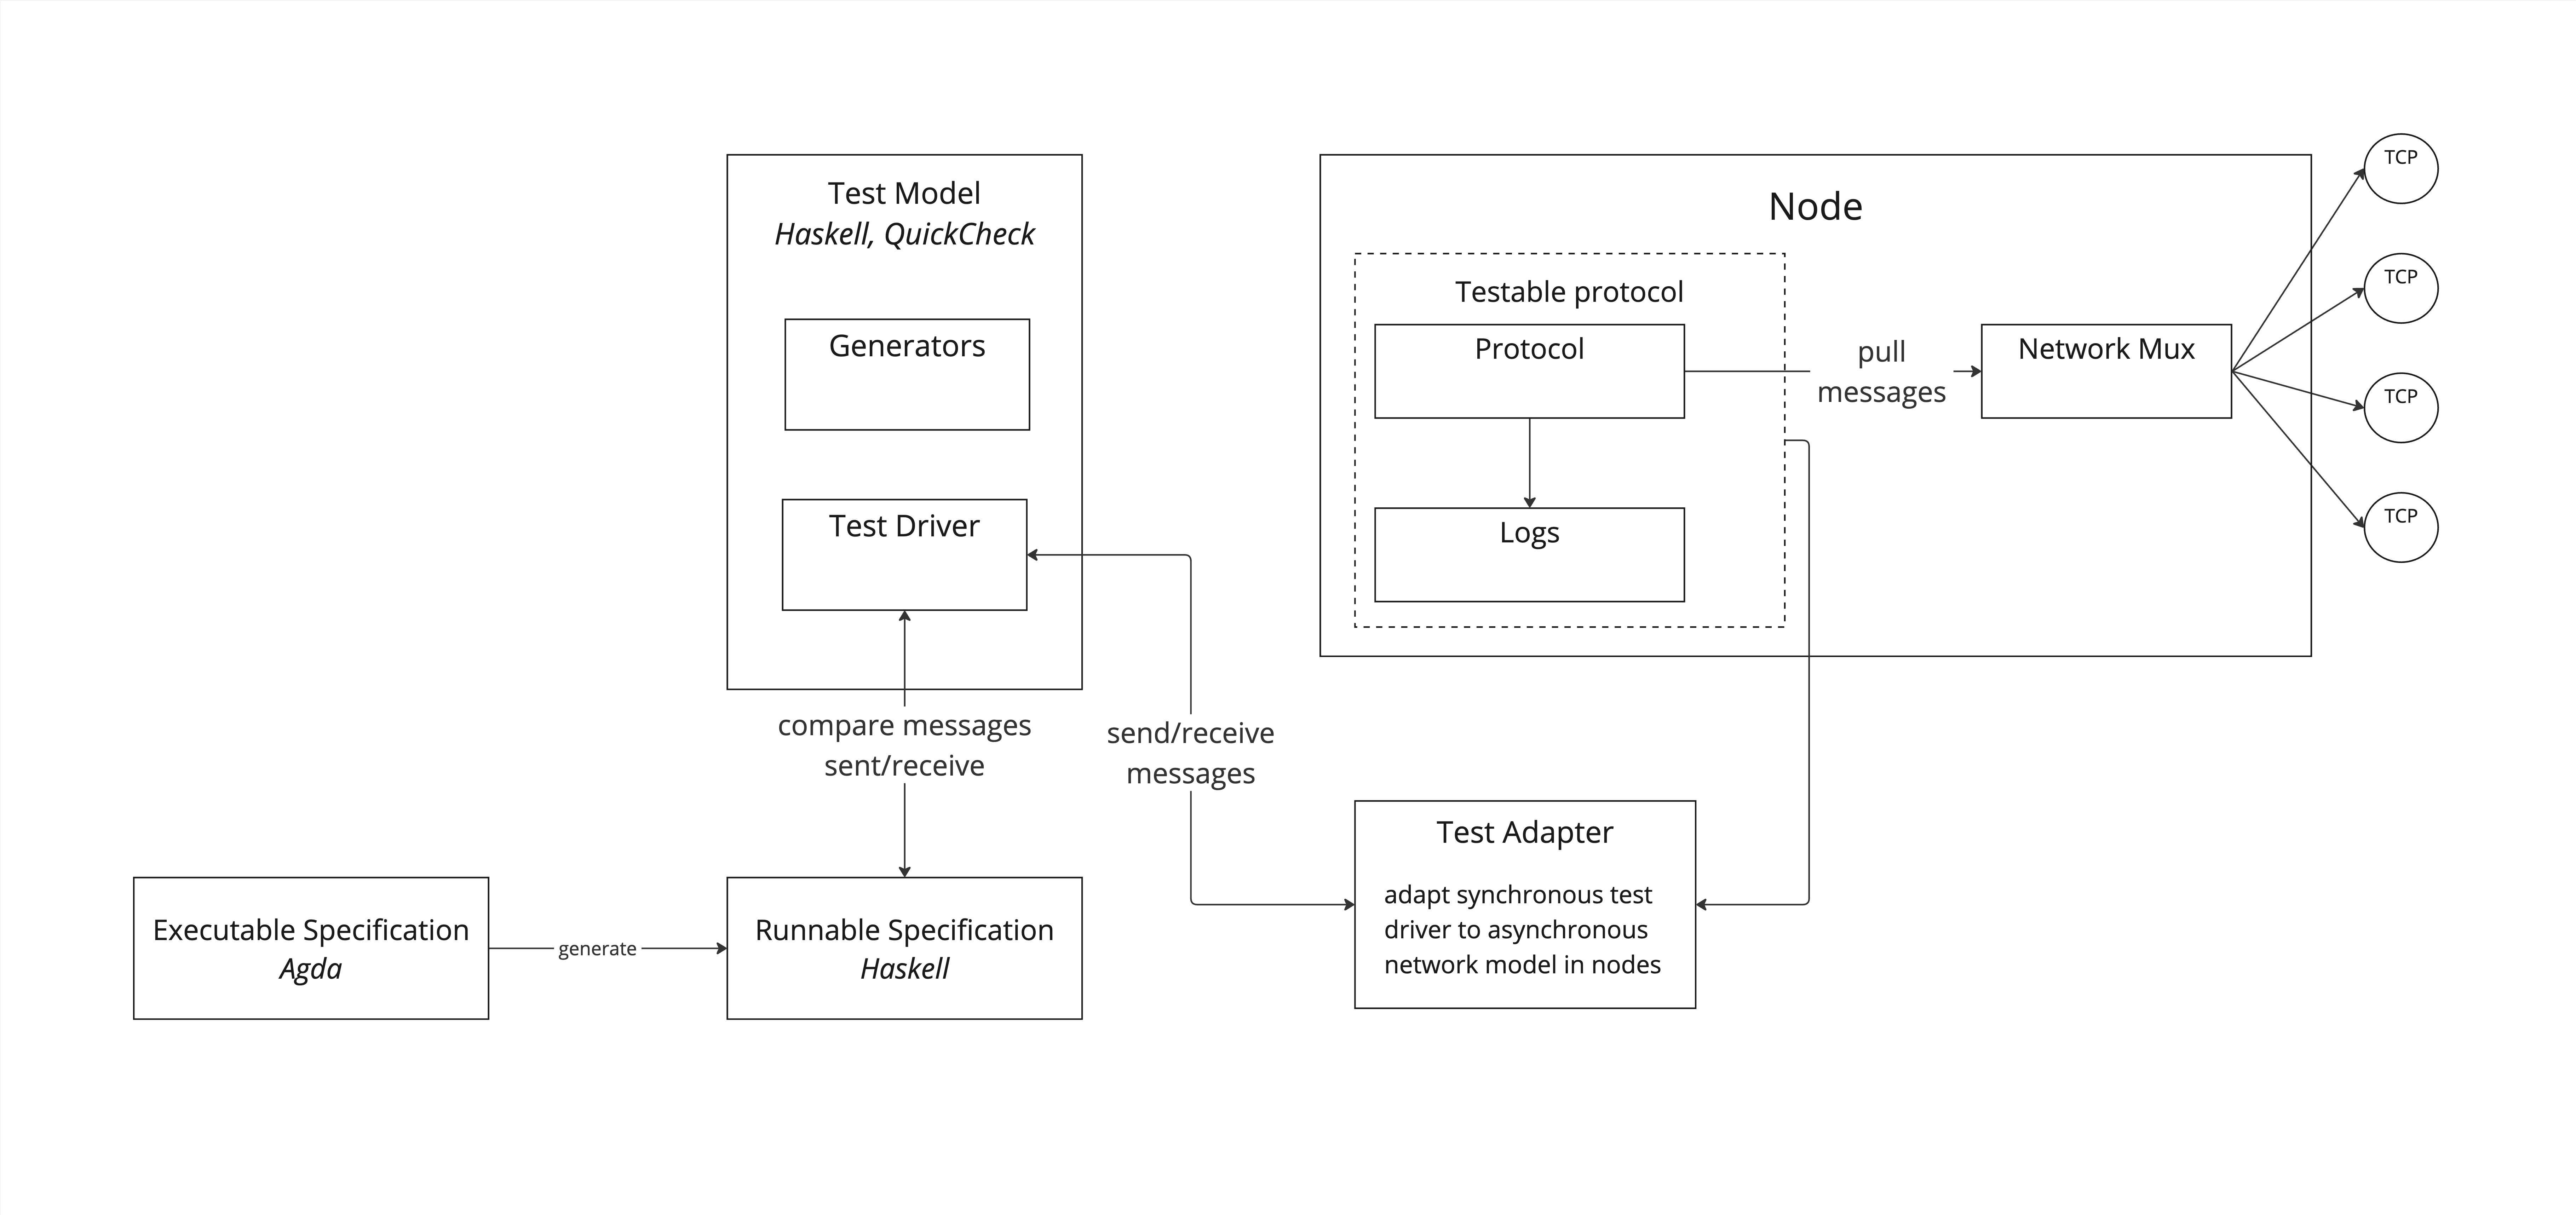 Test Model
Haskell, QuickCheck
Generators
Test Driver
compare messages
sent/receive
send/receive
messages
Executable Specification
Agda
generate
Runnable Specification
Haskell
Node
Testable protocol
Protocol
Logs
pull
messages
Network Mux
TCP
TCP
TCP
TCP
Test Adapter
adapt synchronous test
driver to asynchronous
network model in nodes